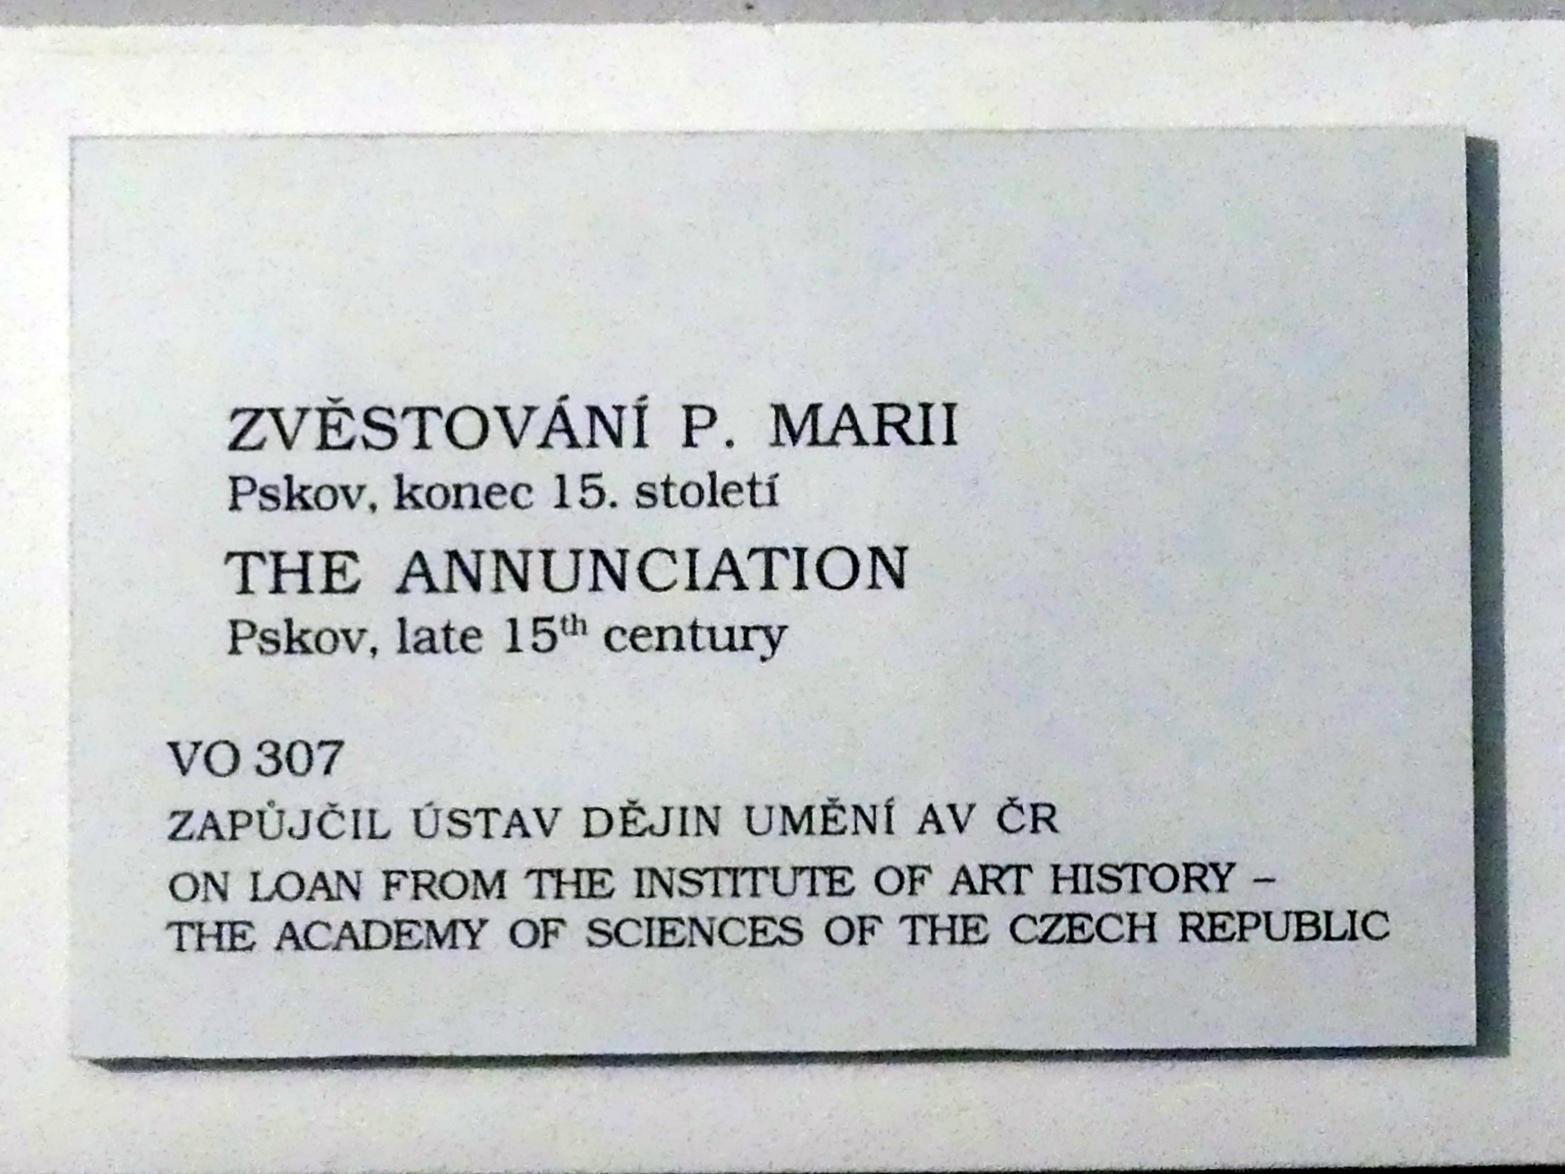 ZVĚSTOVÁNÍ P. MARII
Pskov, konec 15. století
THE ANNUNCIATION
Pskov, late 15th century
VO 307
ZAPŮJČIL ÚSTAV DĚJIN UMĚNÍ AV ČR
ON LOAN FROM THE INSTITUTE OF ART HISTORY –
THE ACADEMY OF SCIENCES OF THE CZECH REPUBLIC